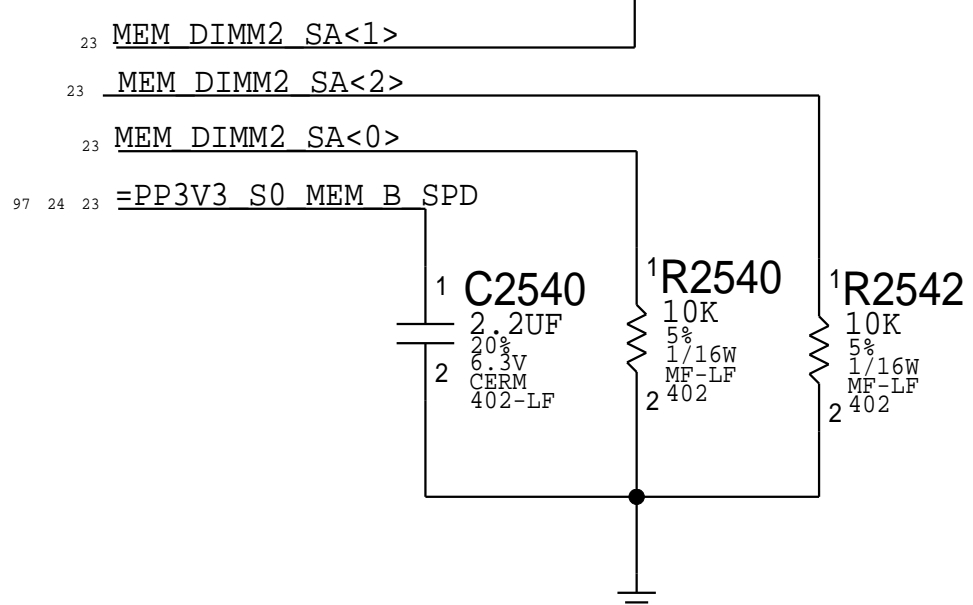 23 MEM_DIMM2_SA<1>
23 MEM_DIMM2_SA<2>
23 MEM_DIMM2_SA<0>
97 24 23 =PP3V3_S0_MEM_B_SPD
1 C2540
2.2UF
20%
6.3V
2 CERM
402-LF
1 R2540
10K
5%
1/16W
MF-LF
2 402
1 R2542
10K
5%
1/16W
MF-LF
2 402